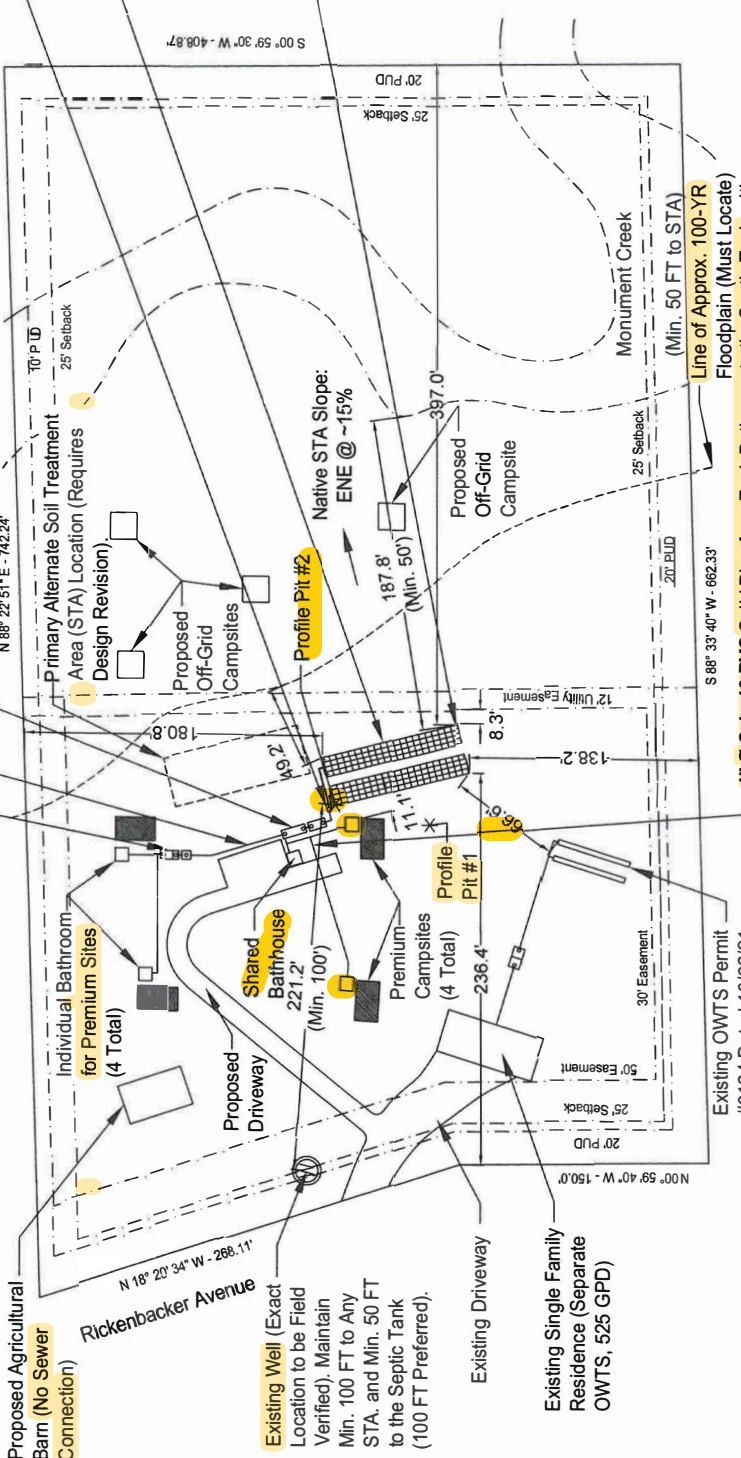 S 00° 59' 30" W - 408.87'
20' PUD
25' Setback
N 88° 22' 51" E - 742.24'
10' PUD
25' Setback
Primary Alternate Soil Treatment
Area (STA) Location (Requires
Design Revision).
Proposed
Off-Grid
Campsites
Profile Pit #2
Native STA Slope:
ENE @ ~15%
187.8'
(Min. 50')
397.0'
Proposed
Off-Grid
Campsite
Monument Creek
(Min. 50 FT to STA)
Line of Approx. 100-YR
Floodplain (Must Locate)
25' Setback
20' PUD
S 88° 33' 40" W - 662.33'
12' Utility Easement
180.8'
49.2'
8.3'
138.2'
11.1'
66.6'
Profile
Pit #1
Individual Bathroom
for Premium Sites
(4 Total)
Shared
Bathhouse
221.2'
(Min. 100')
Premium
Campsites
(4 Total)
236.4'
Proposed
Driveway
30' Easement
50' Easement
25' Setback
20' PUD
N 00° 59' 40" W - 150.0'
Existing OWTS Permit
Proposed Agricultural
Barn (No Sewer
Connection)
N 18° 20' 34" W - 268.11'
Rickenbacker Avenue
Existing Well (Exact
Location to be Field
Verified). Maintain
Min. 100 FT to Any
STA. and Min. 50 FT
to the Septic Tank
(100 FT Preferred).
Existing Driveway
Existing Single Family
Residence (Separate
OWTS, 525 GPD)